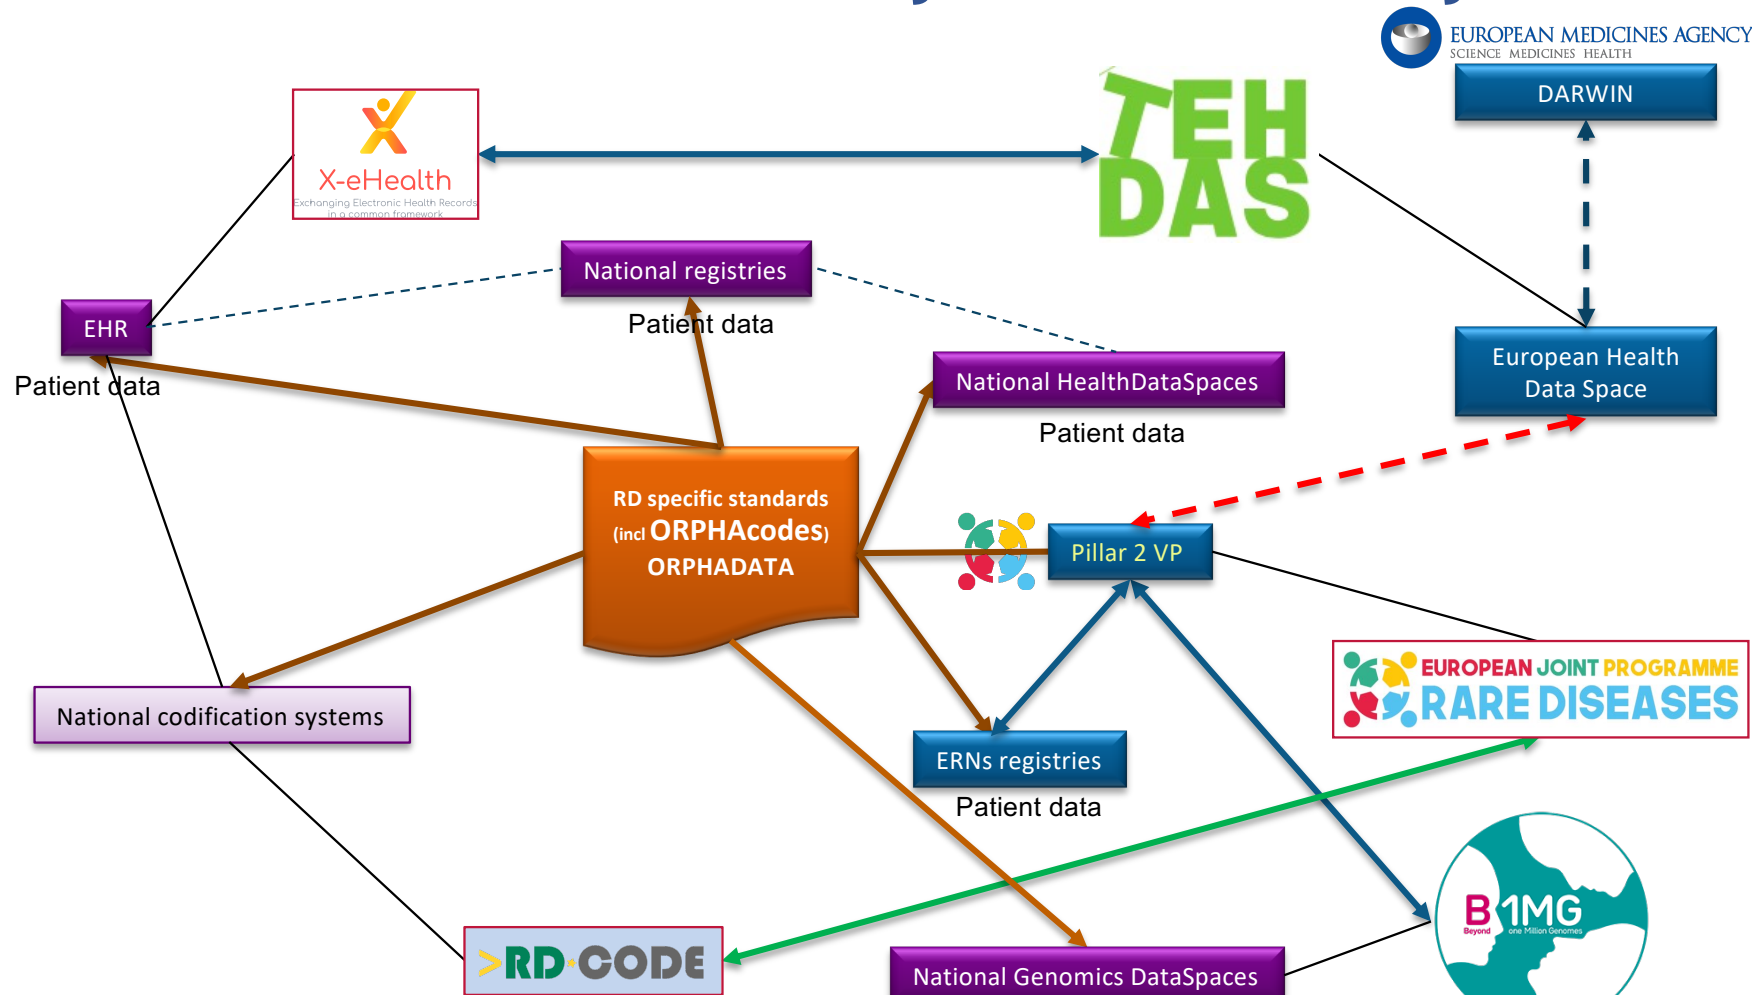 EUROPEAN MEDICINES AGENCY
SCIENCE MEDICINES HEALTH
DARWIN
TEH
DAS
X-eHealth
Exchanging Electronic Health Records
in a common framework
National registries
Patient data
EHR
Patient data
National HealthDataSpaces
Patient data
European Health
Data Space
RD specific standards
(incl ORPHAcodes)
ORPHADATA
Pillar 2 VP
EUROPEAN JOINT PROGRAMME
RARE DISEASES
National codification systems
ERNs registries
Patient data
B1MG
Beyond one Million Genomes
>RD-CODE
National Genomics DataSpaces